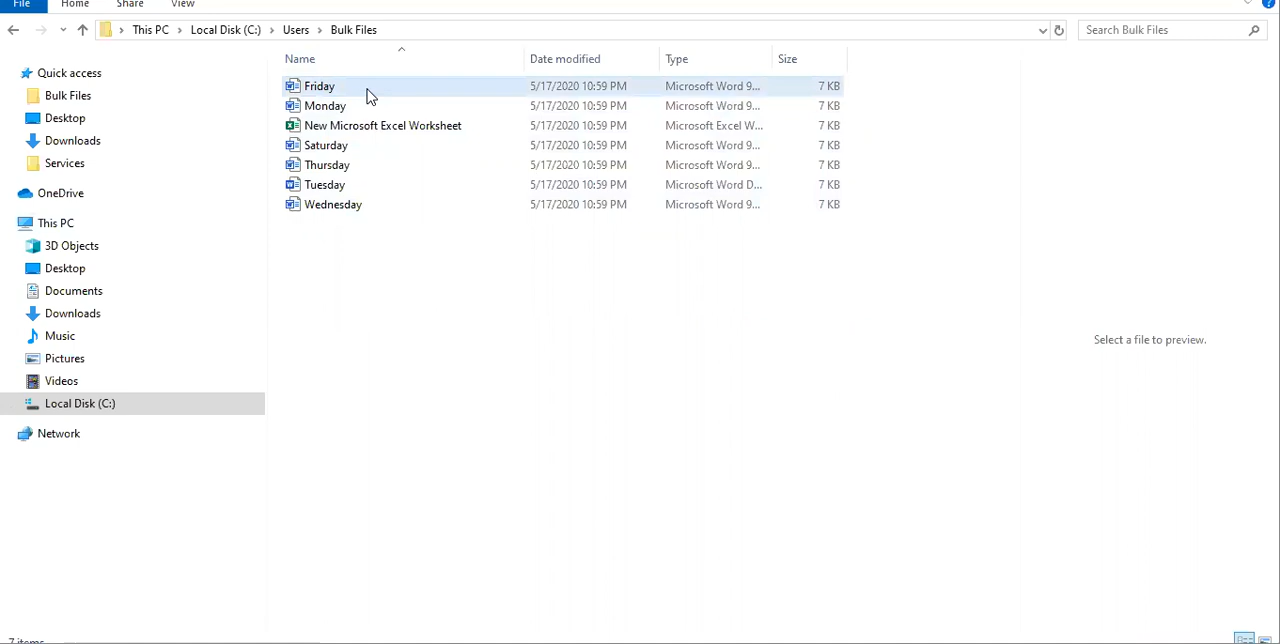 File Home Share View
This PC Local Disk (C:) Users Bulk Files Search Bulk Files
Name Date modified Type Size
Quick access
Bulk Files
Desktop
Downloads
Services
OneDrive
This PC
3D Objects
Desktop
Documents
Downloads
Music
Pictures
Videos
Local Disk (C:)
Network
Friday 5/17/2020 10:59 PM Microsoft Word 9... 7 KB
Monday 5/17/2020 10:59 PM Microsoft Word 9... 7 KB
New Microsoft Excel Worksheet 5/17/2020 10:59 PM Microsoft Excel W... 7 KB
Saturday 5/17/2020 10:59 PM Microsoft Word 9... 7 KB
Thursday 5/17/2020 10:59 PM Microsoft Word 9... 7 KB
Tuesday 5/17/2020 10:59 PM Microsoft Word D... 7 KB
Wednesday 5/17/2020 10:59 PM Microsoft Word 9... 7 KB
Select a file to preview.
7 items